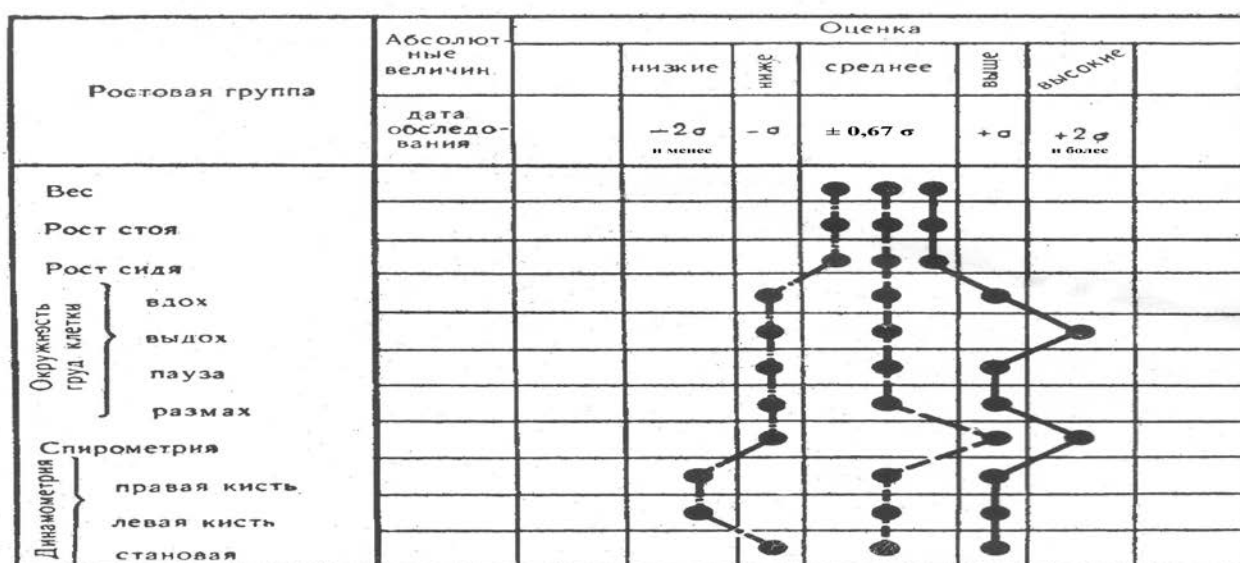 Ростовая группа
Абсолют-
ные
величин.
дата
обследо-
вания
Оценка
низкие
ниже
среднее
выше
высокие
−2σ
и менее
−σ
± 0,67 σ
+σ
+2σ
и более
Вес
Рост стоя
Рост сидя
Окружность
груд клетки
вдох
выдох
пауза
размах
Спирометрия
Динамометрия
правая кисть
левая кисть
становая